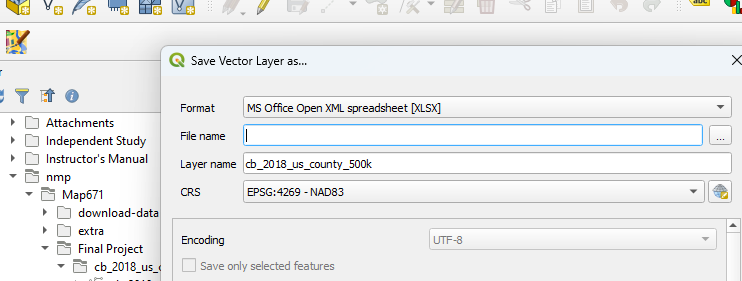 abc
Save Vector Layer as...
Format MS Office Open XML spreadsheet [XLSX]
File name ...
Layer name cb_2018_us_county_500k
CRS EPSG:4269 - NAD83
Encoding UTF-8
Save only selected features
Attachments
Independent Study
Instructor's Manual
nmp
Map671
download-data
extra
Final Project
cb_2018_us_c